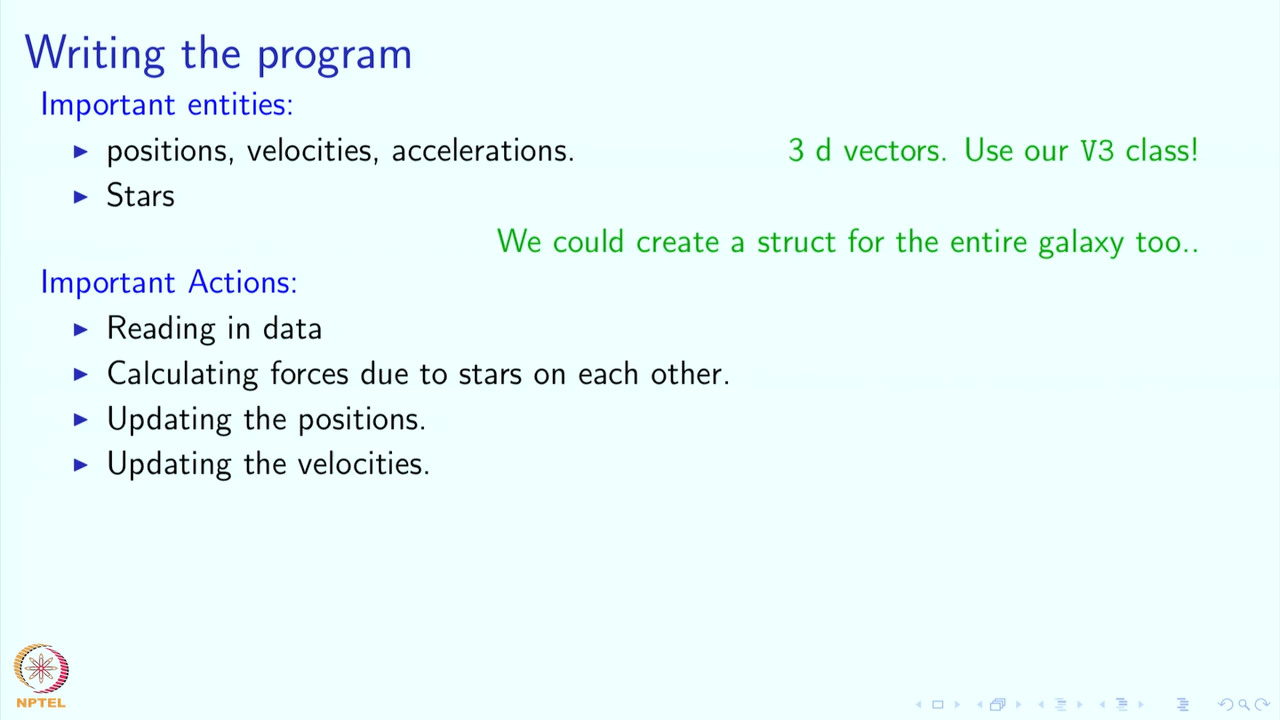 Writing the program
Important entities:
▶ positions, velocities, accelerations. 3 d vectors. Use our V3 class!
▶ Stars
We could create a struct for the entire galaxy too..
Important Actions:
▶ Reading in data
▶ Calculating forces due to stars on each other.
▶ Updating the positions.
▶ Updating the velocities.
NPTEL